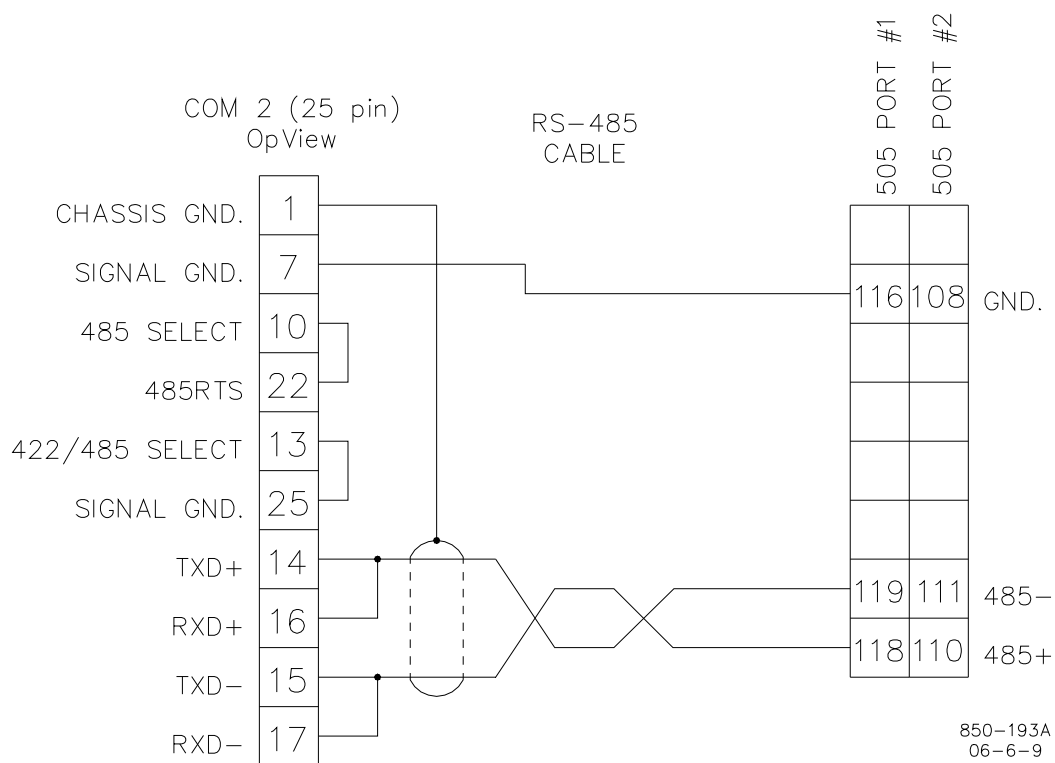 COM 2 (25 pin)
OpView
RS-485
CABLE
505 PORT #1
505 PORT #2
CHASSIS GND.
1
SIGNAL GND.
7
116
108
GND.
485 SELECT
10
485RTS
22
422/485 SELECT
13
SIGNAL GND.
25
TXD+
14
119
111
485-
RXD+
16
118
110
485+
TXD-
15
RXD-
17
850-193A
06-6-9